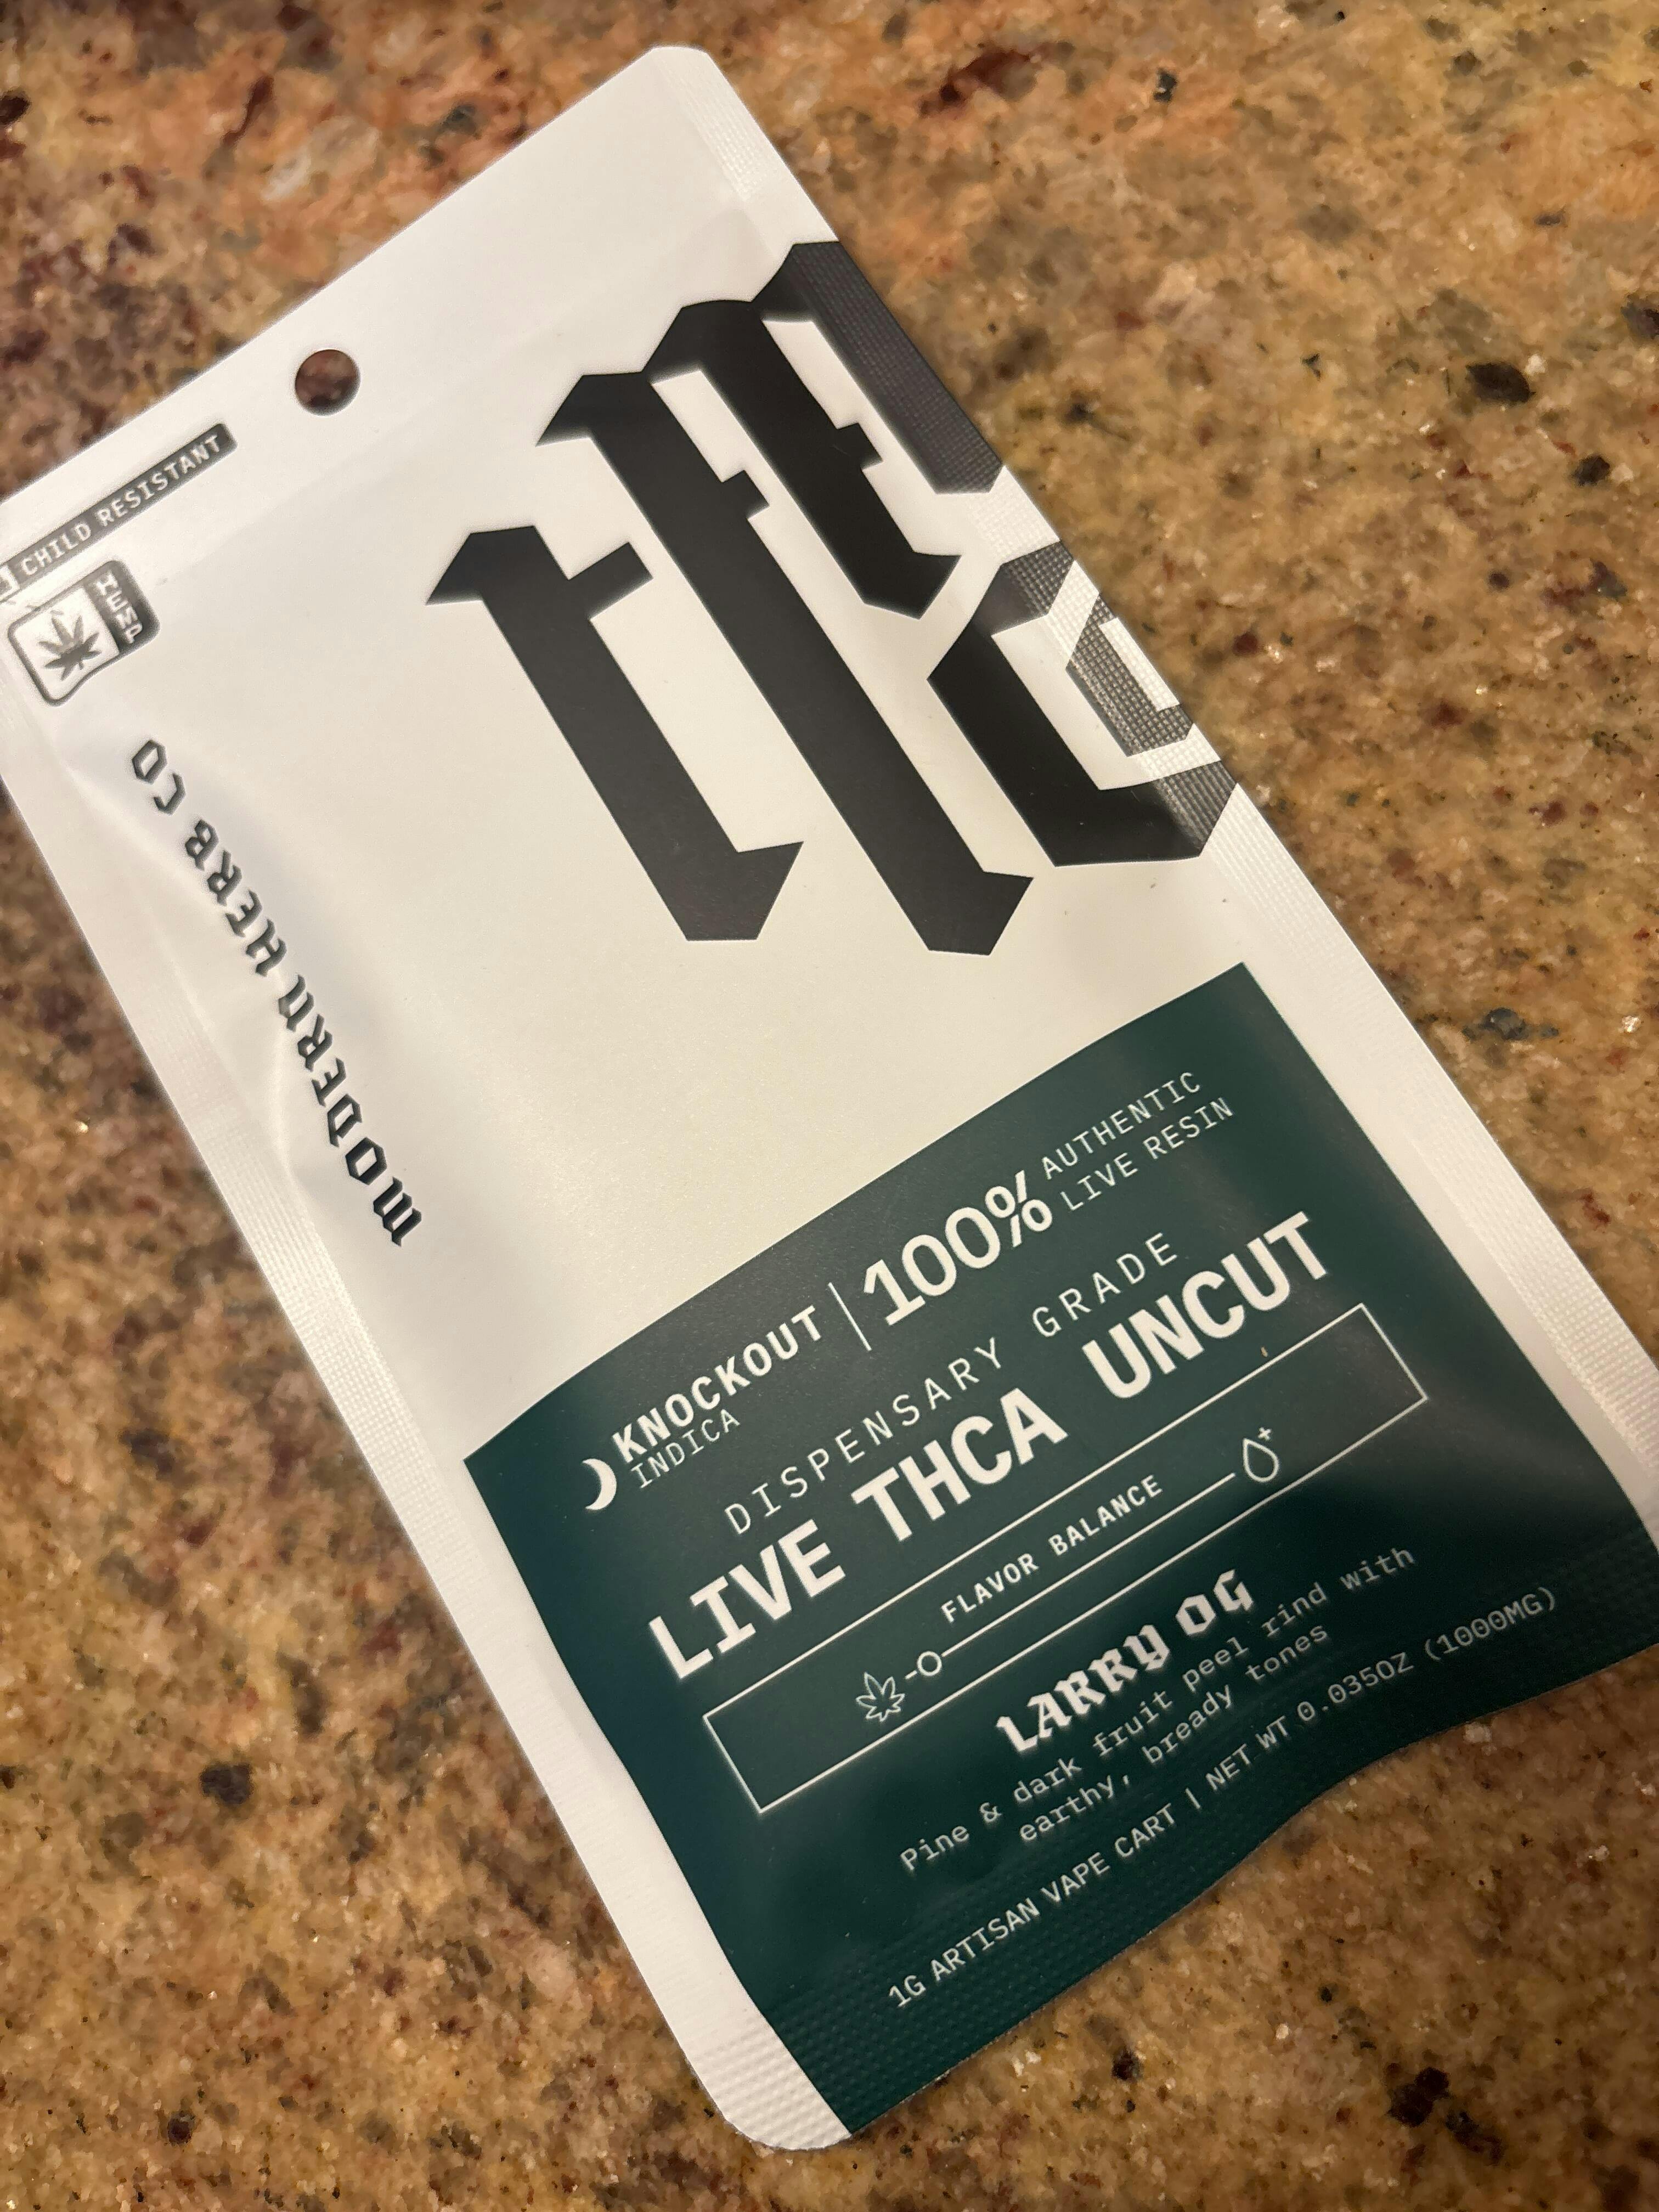 CHILD RESISTANT
HEMP
MODERN HERB CO
KNOCKOUT
INDICA
100%
AUTHENTIC
LIVE RESIN
DISPENSARY GRADE
LIVE THCA UNCUT
FLAVOR BALANCE
LARRY OG
Pine & dark fruit peel rind with
earthy, bready tones
1G ARTISAN VAPE CART | NET WT 0.035OZ (1000MG)